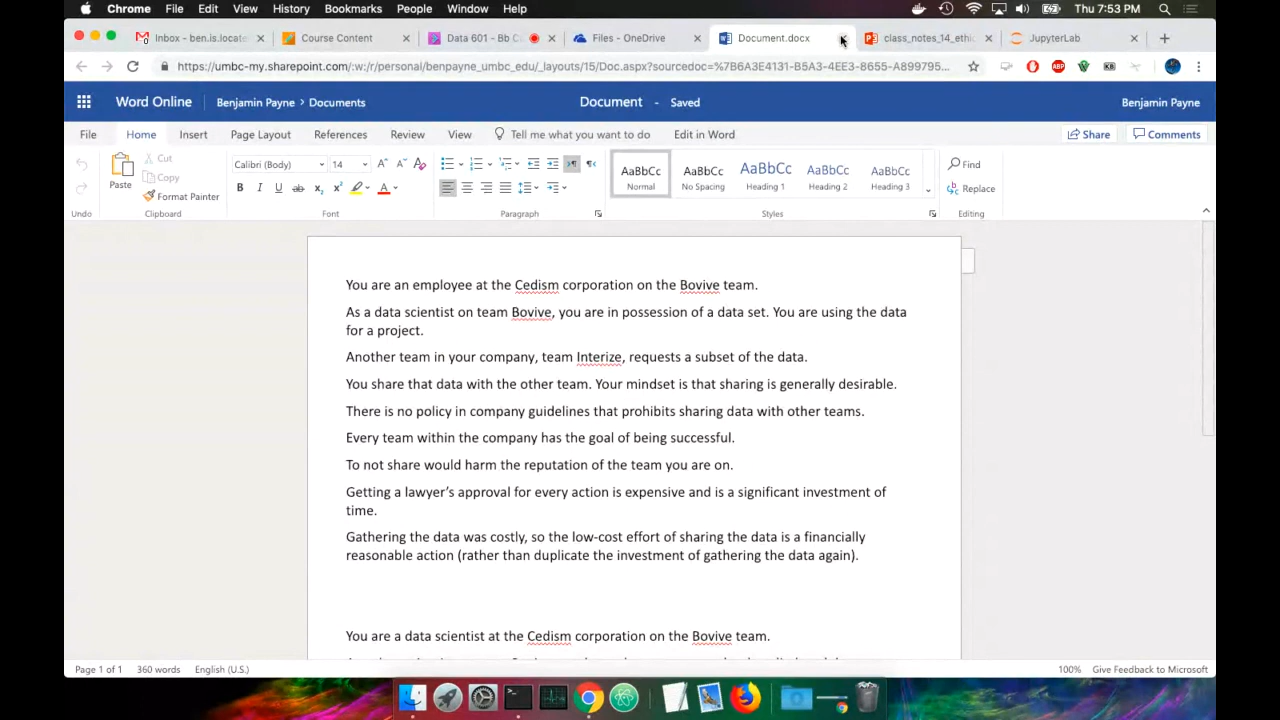 Chrome File Edit View History Bookmarks People Window Help Thu 7:53 PM
Inbox - ben.is.locate Course Content Data 601 - Bb C Files - OneDrive Document.docx class_notes_14_ethi JupyterLab
https://umbc-my.sharepoint.com/:w:/r/personal/benpayne_umbc_edu/_layouts/15/Doc.aspx?sourcedoc=%7B6A3E4131-B5A3-4EE3-8655-A899795...
Word Online Benjamin Payne > Documents Document - Saved Benjamin Payne
File Home Insert Page Layout References Review View Tell me what you want to do Edit in Word Share Comments
Paste Cut Copy Format Painter Calibri (Body) 14 AaBbCc Normal AaBbCc No Spacing AaBbCc Heading 1 AaBbCc Heading 2 AaBbCc Heading 3 Find Replace
Undo Clipboard Font Paragraph Styles Editing
You are an employee at the Cedism corporation on the Bovive team.
As a data scientist on team Bovive, you are in possession of a data set. You are using the data
for a project.
Another team in your company, team Interize, requests a subset of the data.
You share that data with the other team. Your mindset is that sharing is generally desirable.
There is no policy in company guidelines that prohibits sharing data with other teams.
Every team within the company has the goal of being successful.
To not share would harm the reputation of the team you are on.
Getting a lawyer's approval for every action is expensive and is a significant investment of
time.
Gathering the data was costly, so the low-cost effort of sharing the data is a financially
reasonable action (rather than duplicate the investment of gathering the data again).
You are a data scientist at the Cedism corporation on the Bovive team.
Page 1 of 1 360 words English (U.S.) 100% Give Feedback to Microsoft